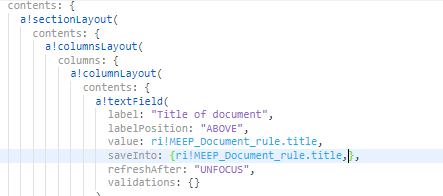 contents: {
a!sectionLayout(
contents: {
a!columnsLayout(
columns: {
a!columnLayout(
contents: {
a!textField(
label: "Title of document",
labelPosition: "ABOVE",
value: ri!MEEP_Document_rule.title,
saveInto: {ri!MEEP_Document_rule.title,},
refreshAfter: "UNFOCUS",
validations: {}
)